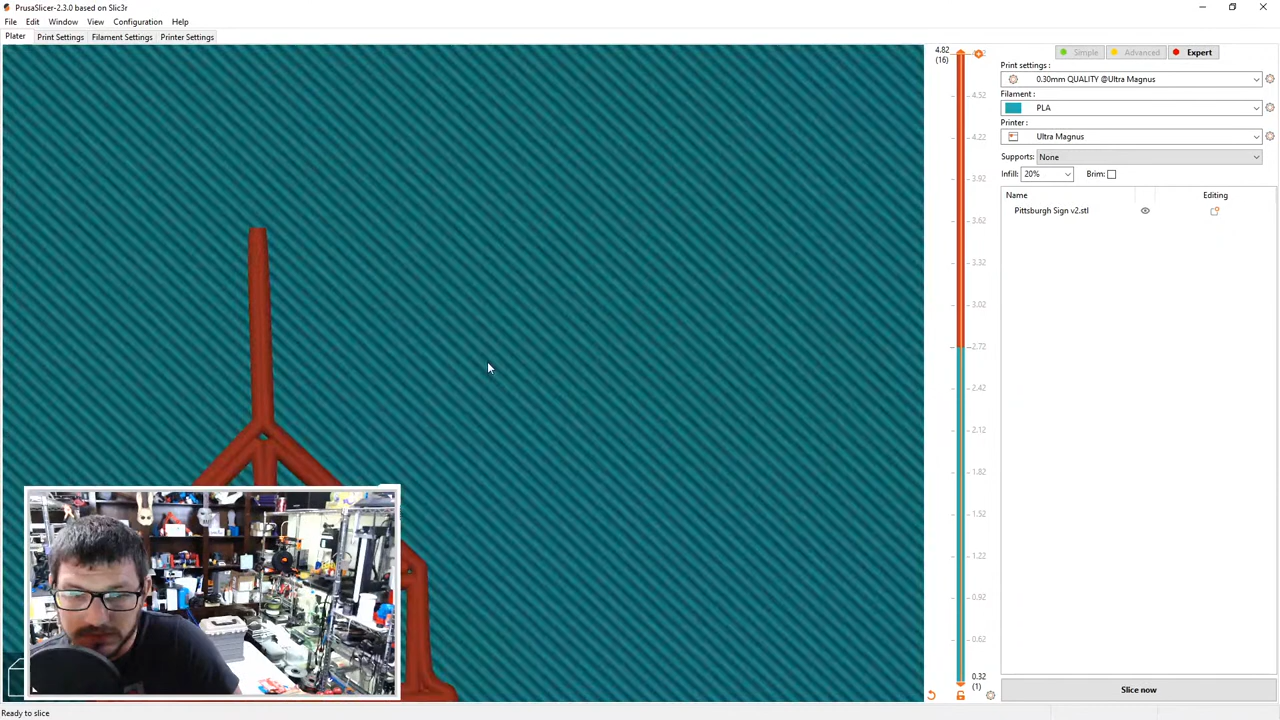 PrusaSlicer-2.3.0 based on Slic3r
File Edit Window View Configuration Help
Plater Print Settings Filament Settings Printer Settings
4.82
(16)
4.52
4.22
3.92
3.62
3.32
3.02
2.72
2.42
2.12
1.82
1.52
1.22
0.92
0.62
0.32
(1)
Simple Advanced Expert
Print settings :
0.30mm QUALITY @Ultra Magnus
Filament :
PLA
Printer :
Ultra Magnus
Supports: None
Infill: 20% Brim:
Name Editing
Pittsburgh Sign v2.stl
Slice now
Ready to slice